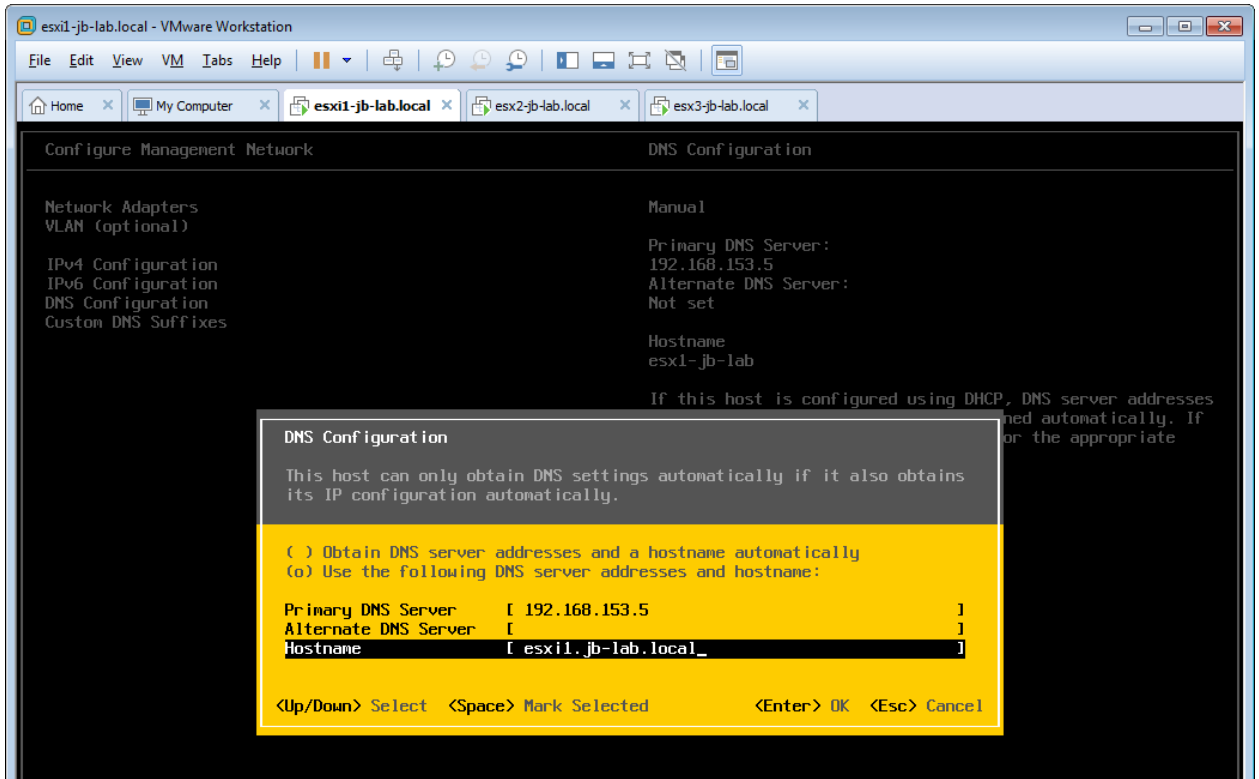 esxi1-jb-lab.local - VMware Workstation
File Edit View VM Tabs Help
Home My Computer esxi1-jb-lab.local esx2-jb-lab.local esx3-jb-lab.local
Configure Management Network DNS Configuration
Network Adapters Manual
VLAN (optional)
Primary DNS Server:
IPv4 Configuration 192.168.153.5
IPv6 Configuration Alternate DNS Server:
DNS Configuration Not set
Custom DNS Suffixes
Hostname
esx1-jb-lab
If this host is configured using DHCP, DNS server addresses
ned automatically. If
or the appropriate
DNS Configuration
This host can only obtain DNS settings automatically if it also obtains
its IP configuration automatically.
( ) Obtain DNS server addresses and a hostname automatically
(o) Use the following DNS server addresses and hostname:
Primary DNS Server [ 192.168.153.5 ]
Alternate DNS Server [ ]
Hostname [ esxi1.jb-lab.local_ ]
<Up/Down> Select <Space> Mark Selected <Enter> OK <Esc> Cancel